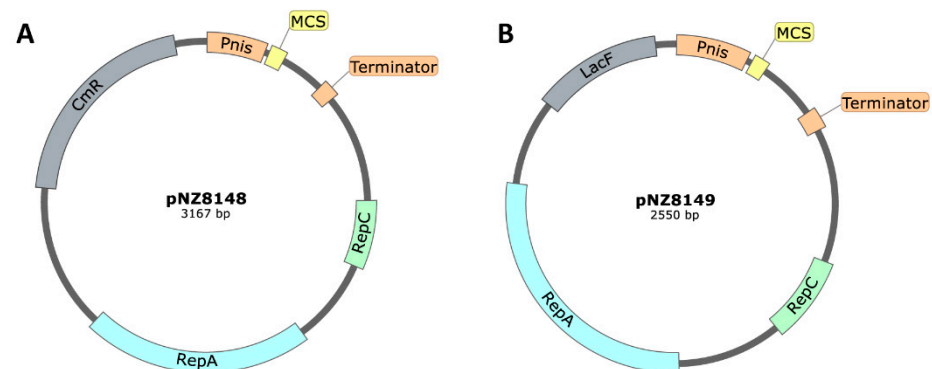 A
MCS
Pnis
Terminator
CmR
pNZ8148
3167 bp
RepC
RepA
B
MCS
Pnis
LacF
Terminator
pNZ8149
2550 bp
RepC
RepA